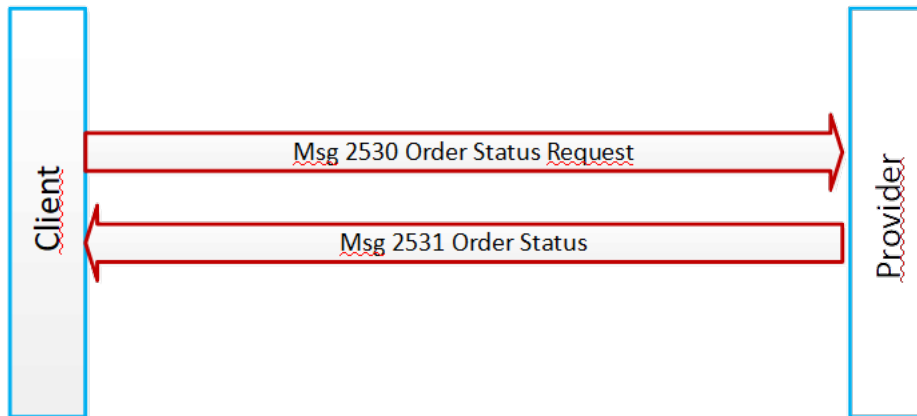 Client
Msg 2530 Order Status Request
Msg 2531 Order Status
Provider